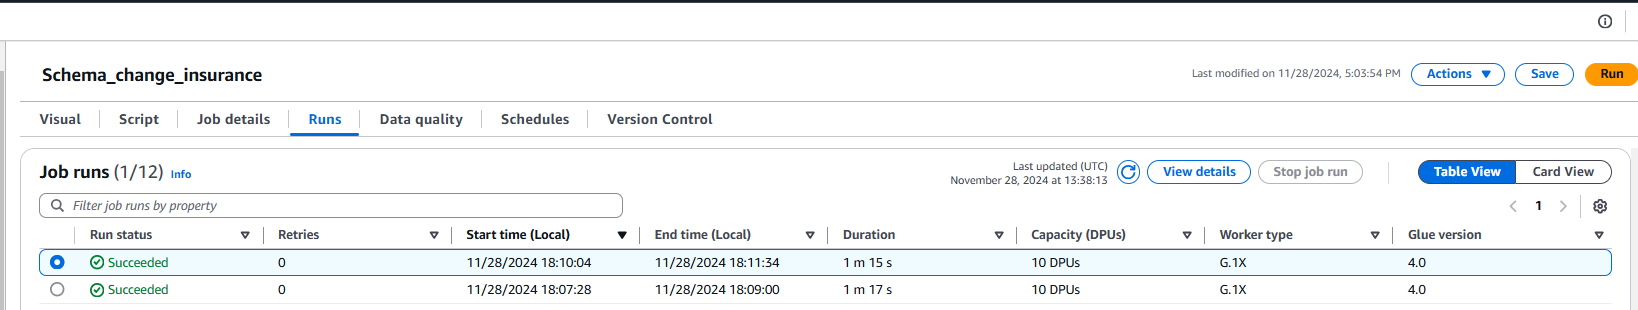 Schema_change_insurance
Last modified on 11/28/2024, 5:03:54 PM
Actions
Save
Run
Visual
Script
Job details
Runs
Data quality
Schedules
Version Control
Job runs (1/12) Info
Last updated (UTC)
November 28, 2024 at 13:38:13
View details
Stop job run
Table View
Card View
Filter job runs by property
1
Run status Retries Start time (Local) End time (Local) Duration Capacity (DPUs) Worker type Glue version
Succeeded 0 11/28/2024 18:10:04 11/28/2024 18:11:34 1 m 15 s 10 DPUs G.1X 4.0
Succeeded 0 11/28/2024 18:07:28 11/28/2024 18:09:00 1 m 17 s 10 DPUs G.1X 4.0